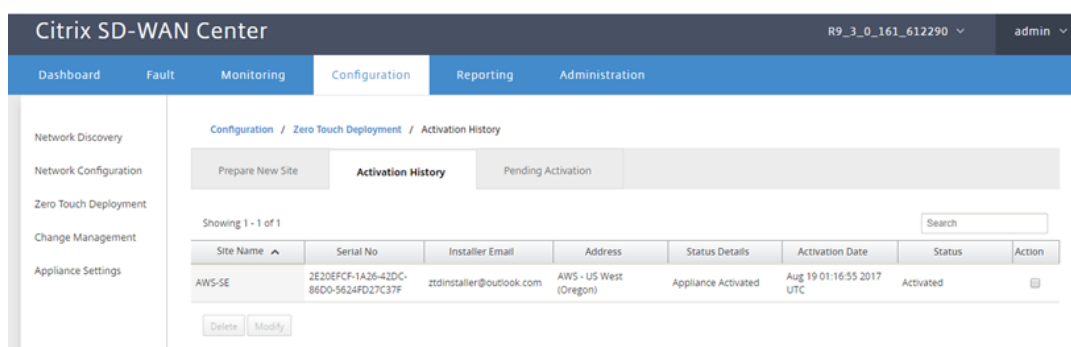 Citrix SD-WAN Center
R9_3_0_161_612290
admin
Dashboard Fault Monitoring Configuration Reporting Administration
Network Discovery
Network Configuration
Zero Touch Deployment
Change Management
Appliance Settings
Configuration / Zero Touch Deployment / Activation History
Prepare New Site Activation History Pending Activation
Showing 1 - 1 of 1
Search
Site Name Serial No Installer Email Address Status Details Activation Date Status Action
AWS-SE
2E20EFCF-1A26-42DC-
86D0-5624FD27C37F
ztdinstaller@outlook.com
AWS - US West
(Oregon)
Appliance Activated
Aug 19 01:16:55 2017
UTC
Activated
Delete Modify